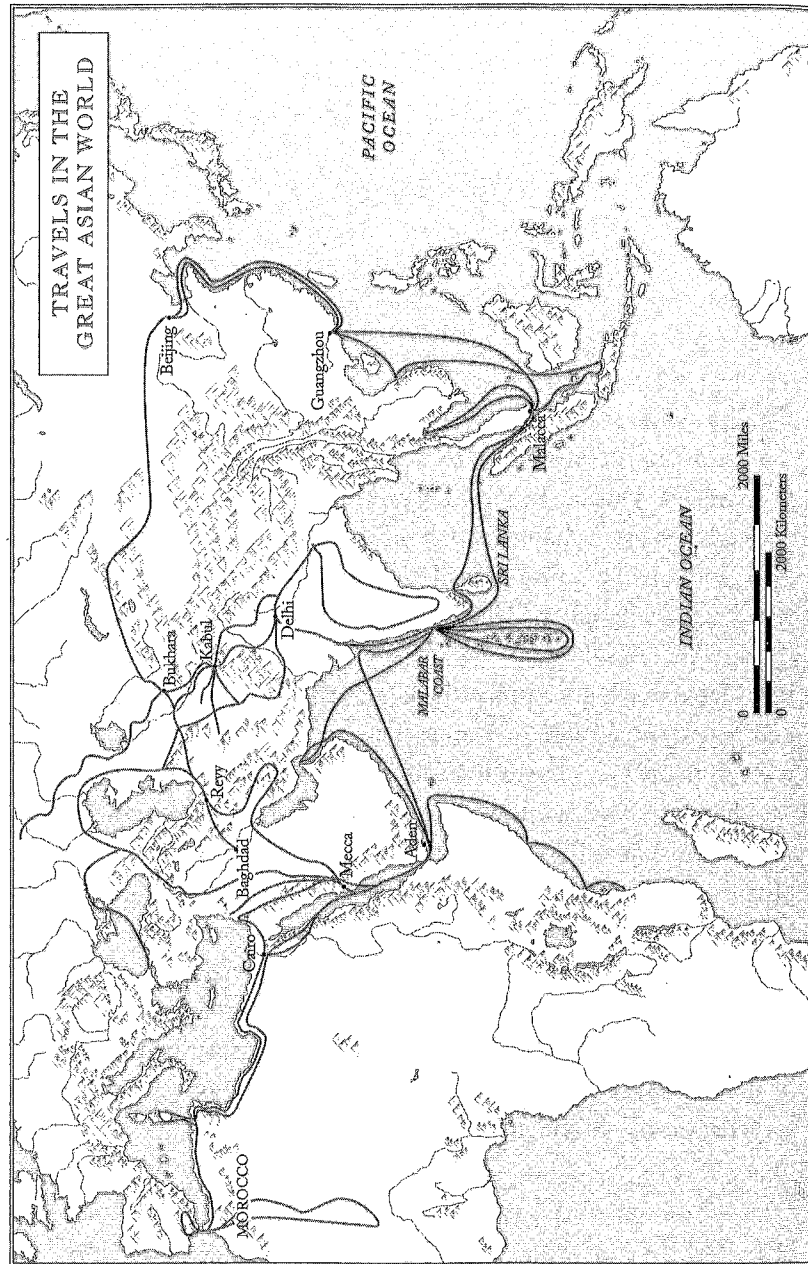 TRAVELS IN THE
GREAT ASIAN WORLD
PACIFIC
OCEAN
Beijing
Guangzhou
Bukhara
Kabul
Delhi
Reyy
Baghdad
Mecca
Aden
Cairo
MOROCCO
MALABAR
COAST
SRI LANKA
Malacca
INDIAN OCEAN
0
2000 Miles
0
2000 Kilometers